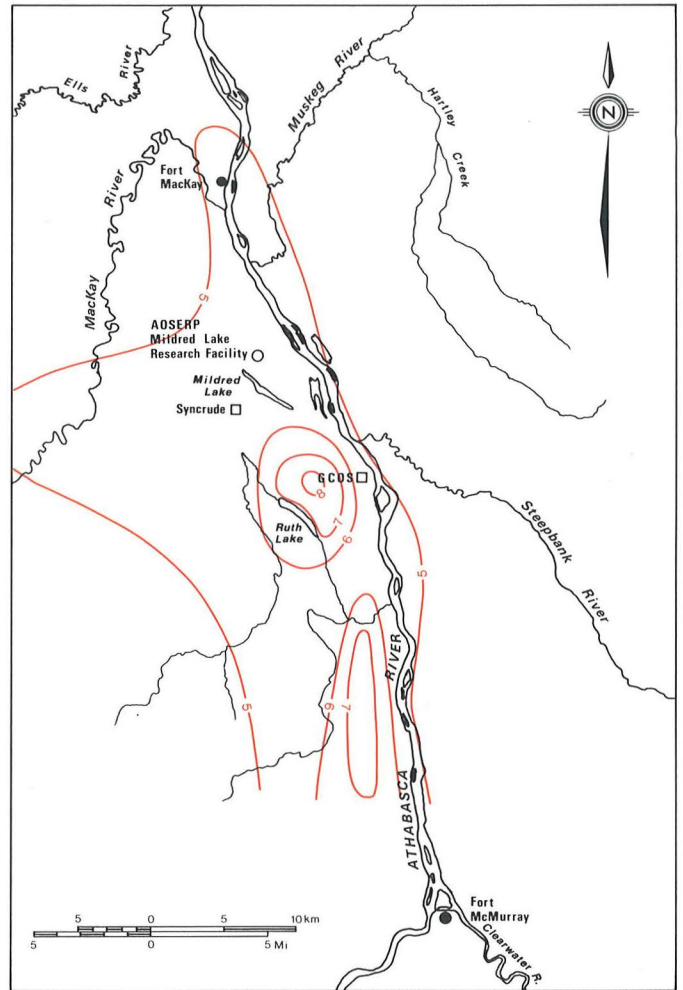 Ells
River
Muskeg River
Hartley
Creek
N
Fort
MacKay
MacKay River
5
AOSERP
Mildred Lake
Research Facility
Mildred
Lake
Syncrude
GCOS
8
7
6
Ruth
Lake
Steepbank
River
5
5
6
7
ATHABASCA RIVER
Fort
McMurray
Clearwater R.
5 0 5 10 km
5 0 5 Mi